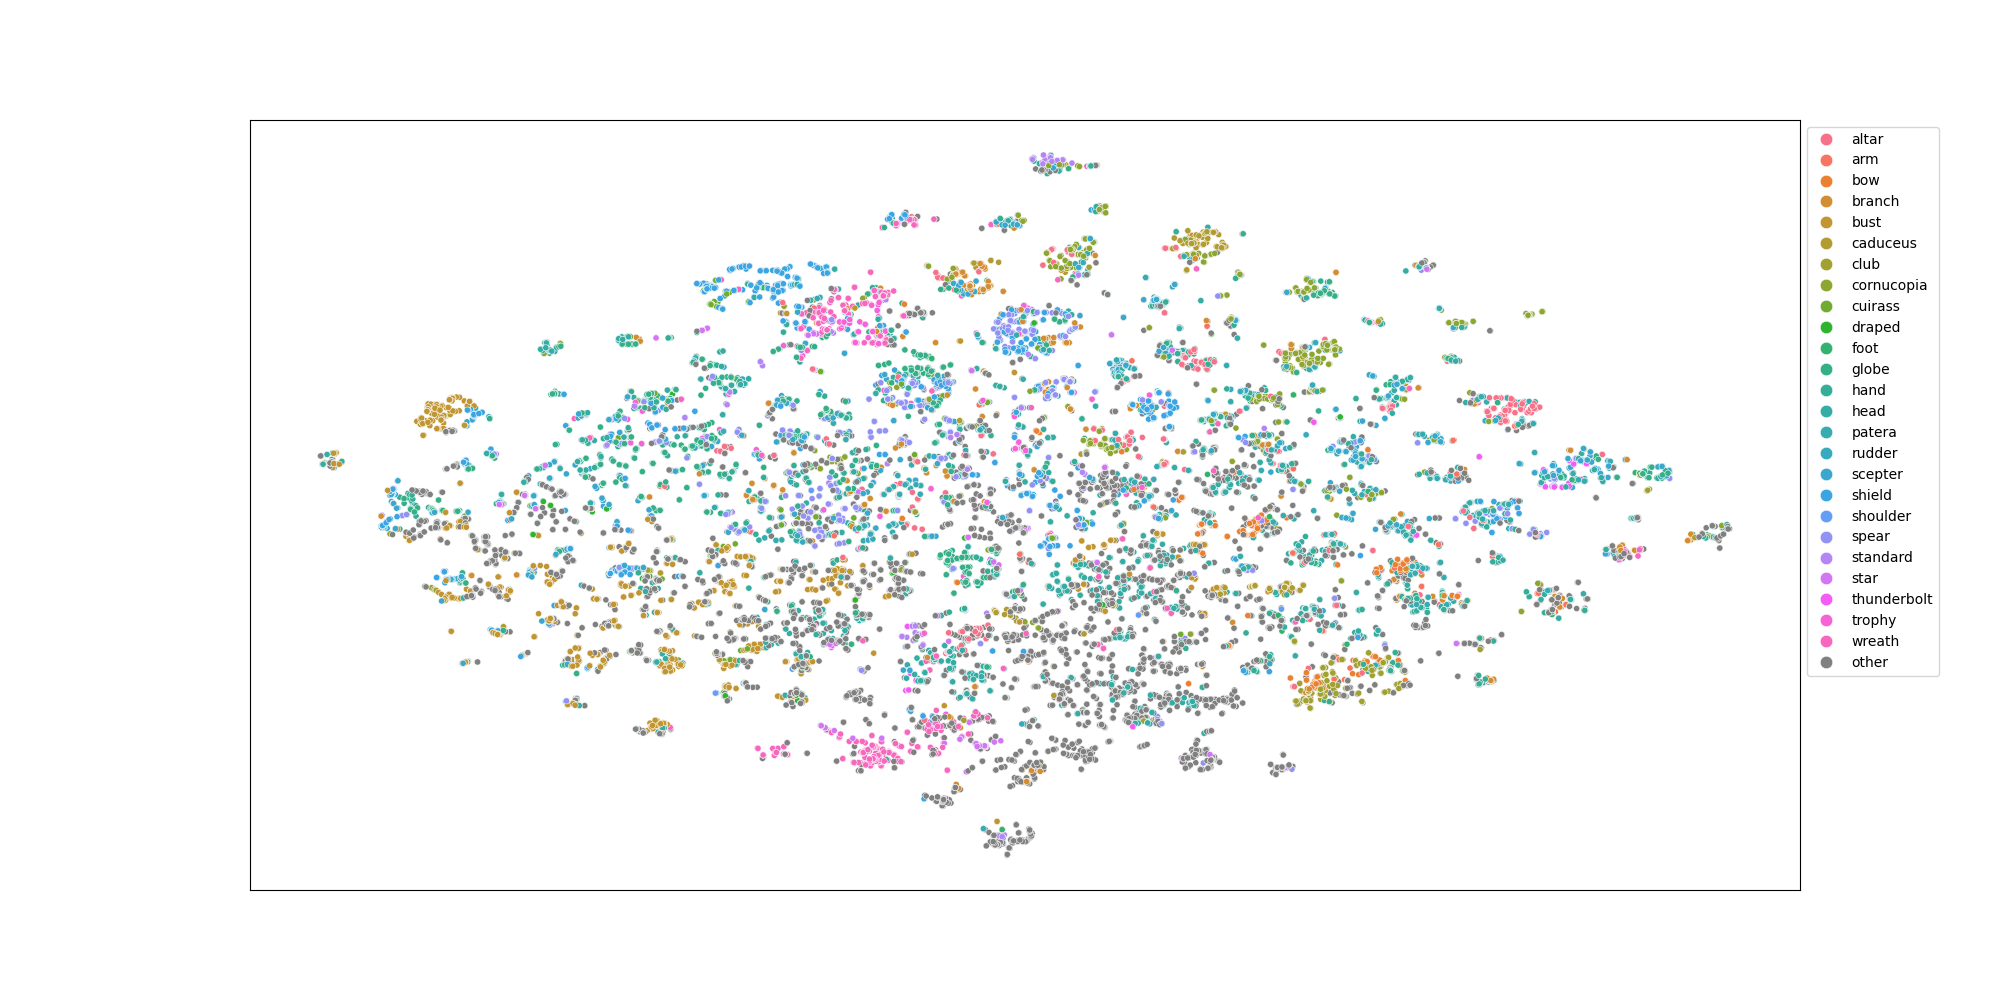 altar
arm
bow
branch
bust
caduceus
club
cornucopia
cuirass
draped
foot
globe
hand
head
patera
rudder
scepter
shield
shoulder
spear
standard
star
thunderbolt
trophy
wreath
other